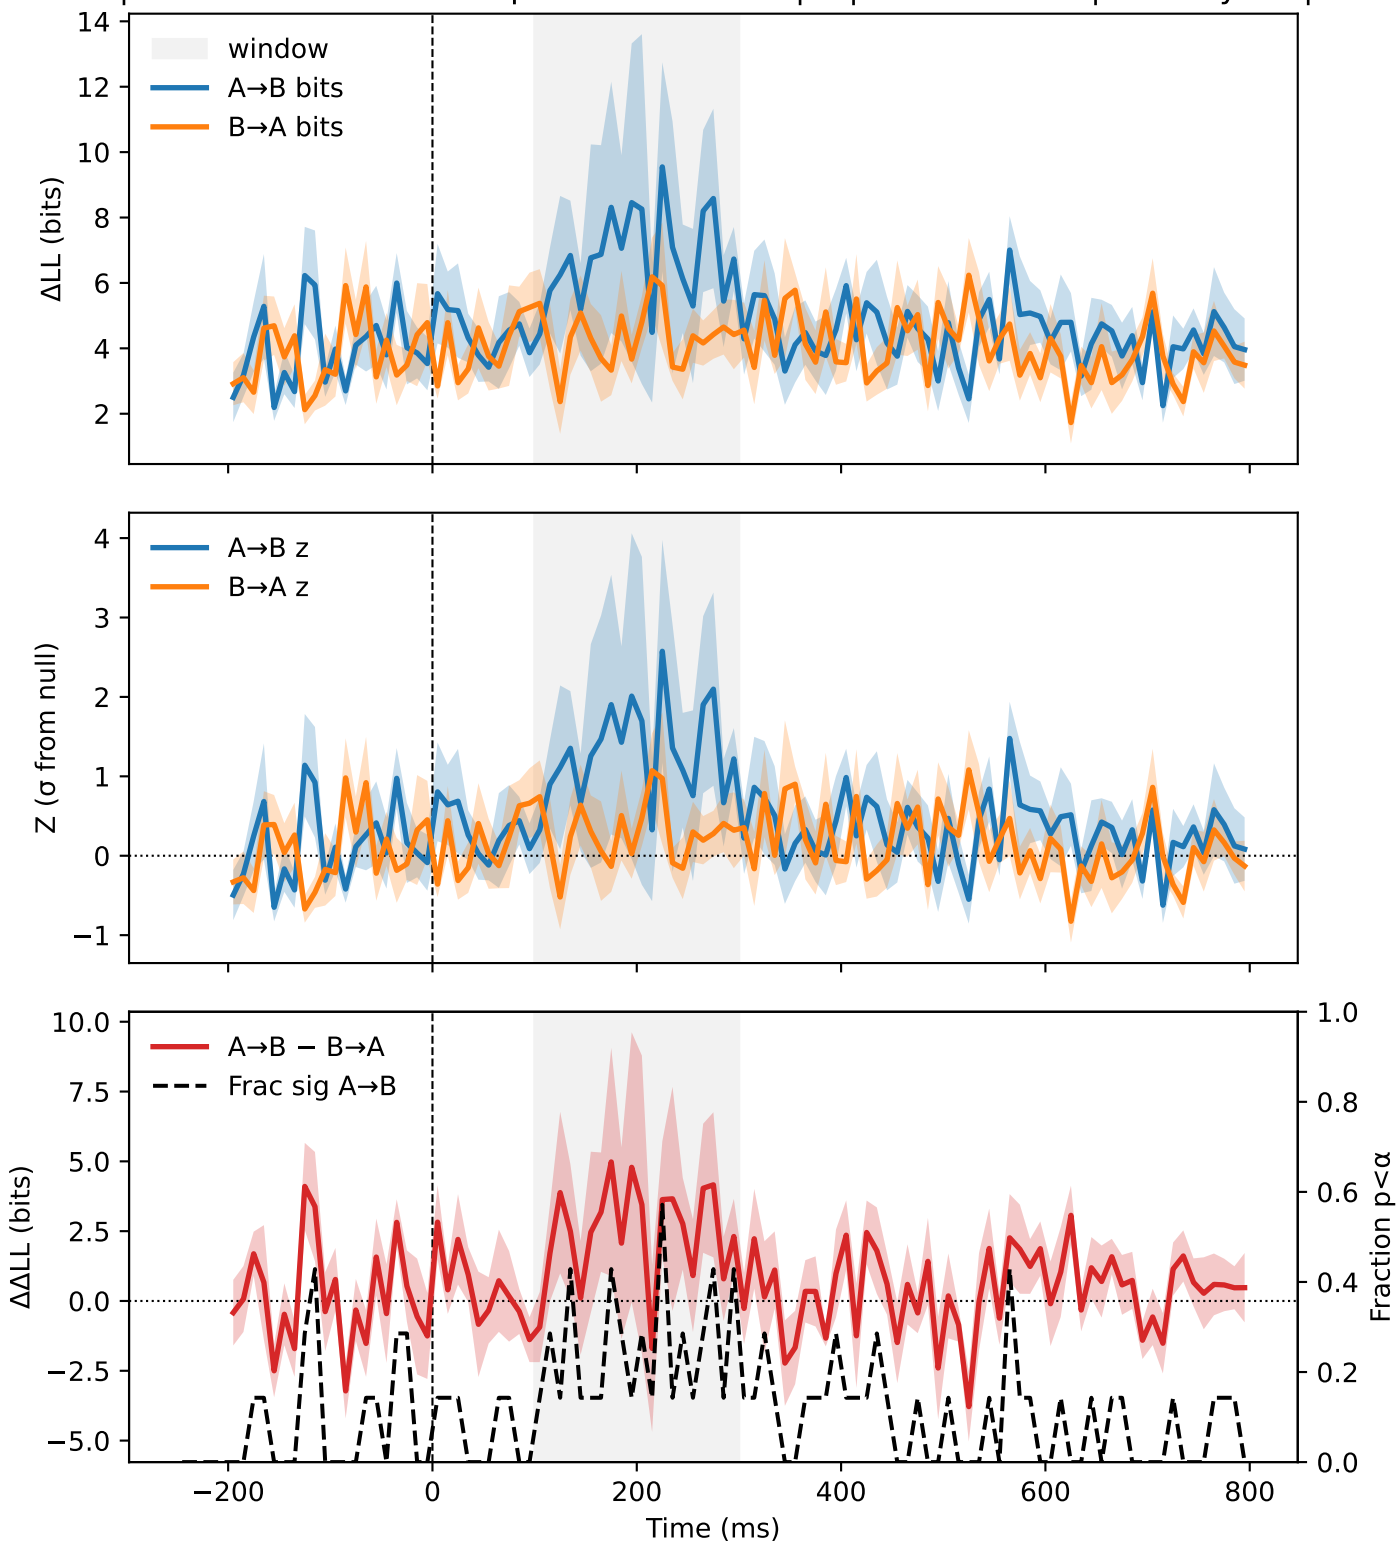 14
12
10
8
6
4
2
ΔLL (bits)
window
A→B bits
B→A bits
4
3
2
1
0
−1
Z (σ from null)
A→B z
B→A z
10.0
7.5
5.0
2.5
0.0
−2.5
−5.0
ΔΔLL (bits)
A→B − B→A
Frac sig A→B
1.0
0.8
0.6
0.4
0.2
0.0
Fraction p<α
−200
0
200
400
600
800
Time (ms)